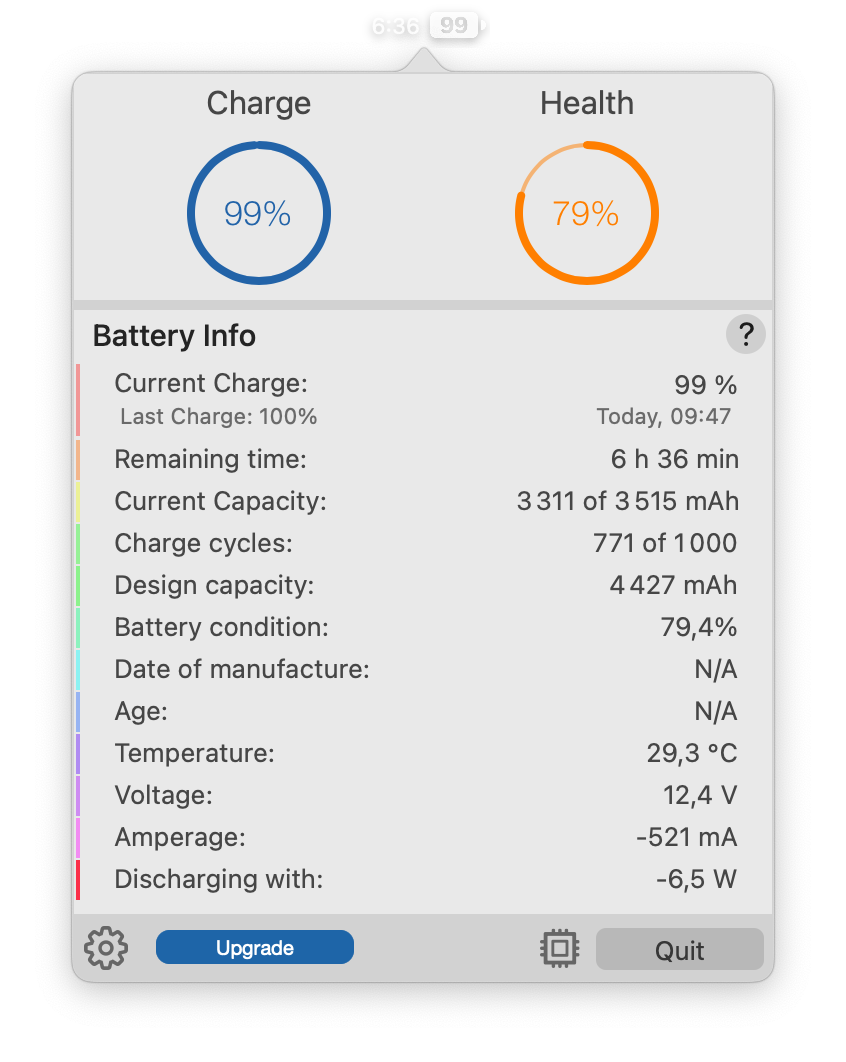 6:36 99
Charge Health
99% 79%
Battery Info ?
Current Charge: 99 %
Last Charge: 100% Today, 09:47
Remaining time: 6 h 36 min
Current Capacity: 3 311 of 3 515 mAh
Charge cycles: 771 of 1 000
Design capacity: 4 427 mAh
Battery condition: 79,4%
Date of manufacture: N/A
Age: N/A
Temperature: 29,3 °C
Voltage: 12,4 V
Amperage: -521 mA
Discharging with: -6,5 W
Upgrade Quit